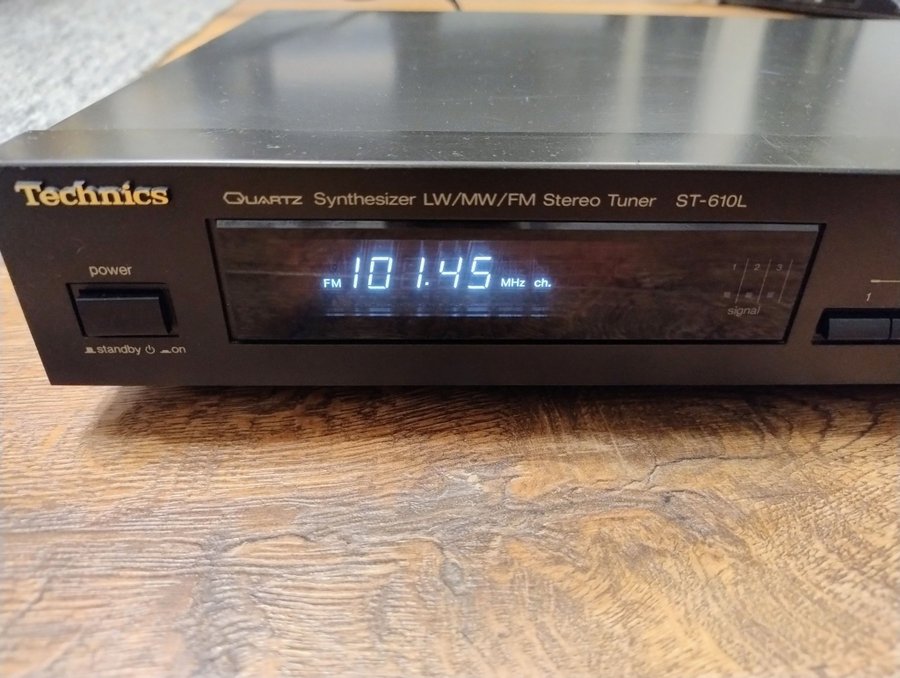 Technics
QUARTZ Synthesizer LW/MW/FM Stereo Tuner ST-610L
power
FM 101.45 MHz ch.
1 2 3
signal
1
standby ⏻ on